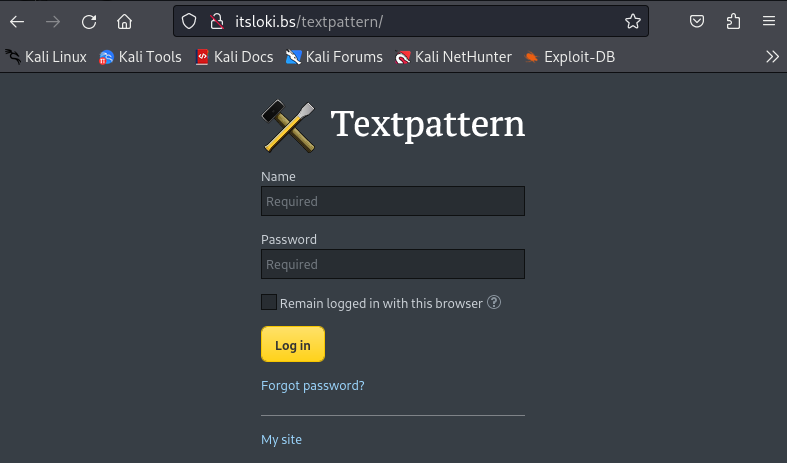 itsloki.bs/textpattern/
Kali Linux Kali Tools Kali Docs Kali Forums Kali NetHunter Exploit-DB
Textpattern
Name
Required
Password
Required
Remain logged in with this browser ?
Log in
Forgot password?
My site